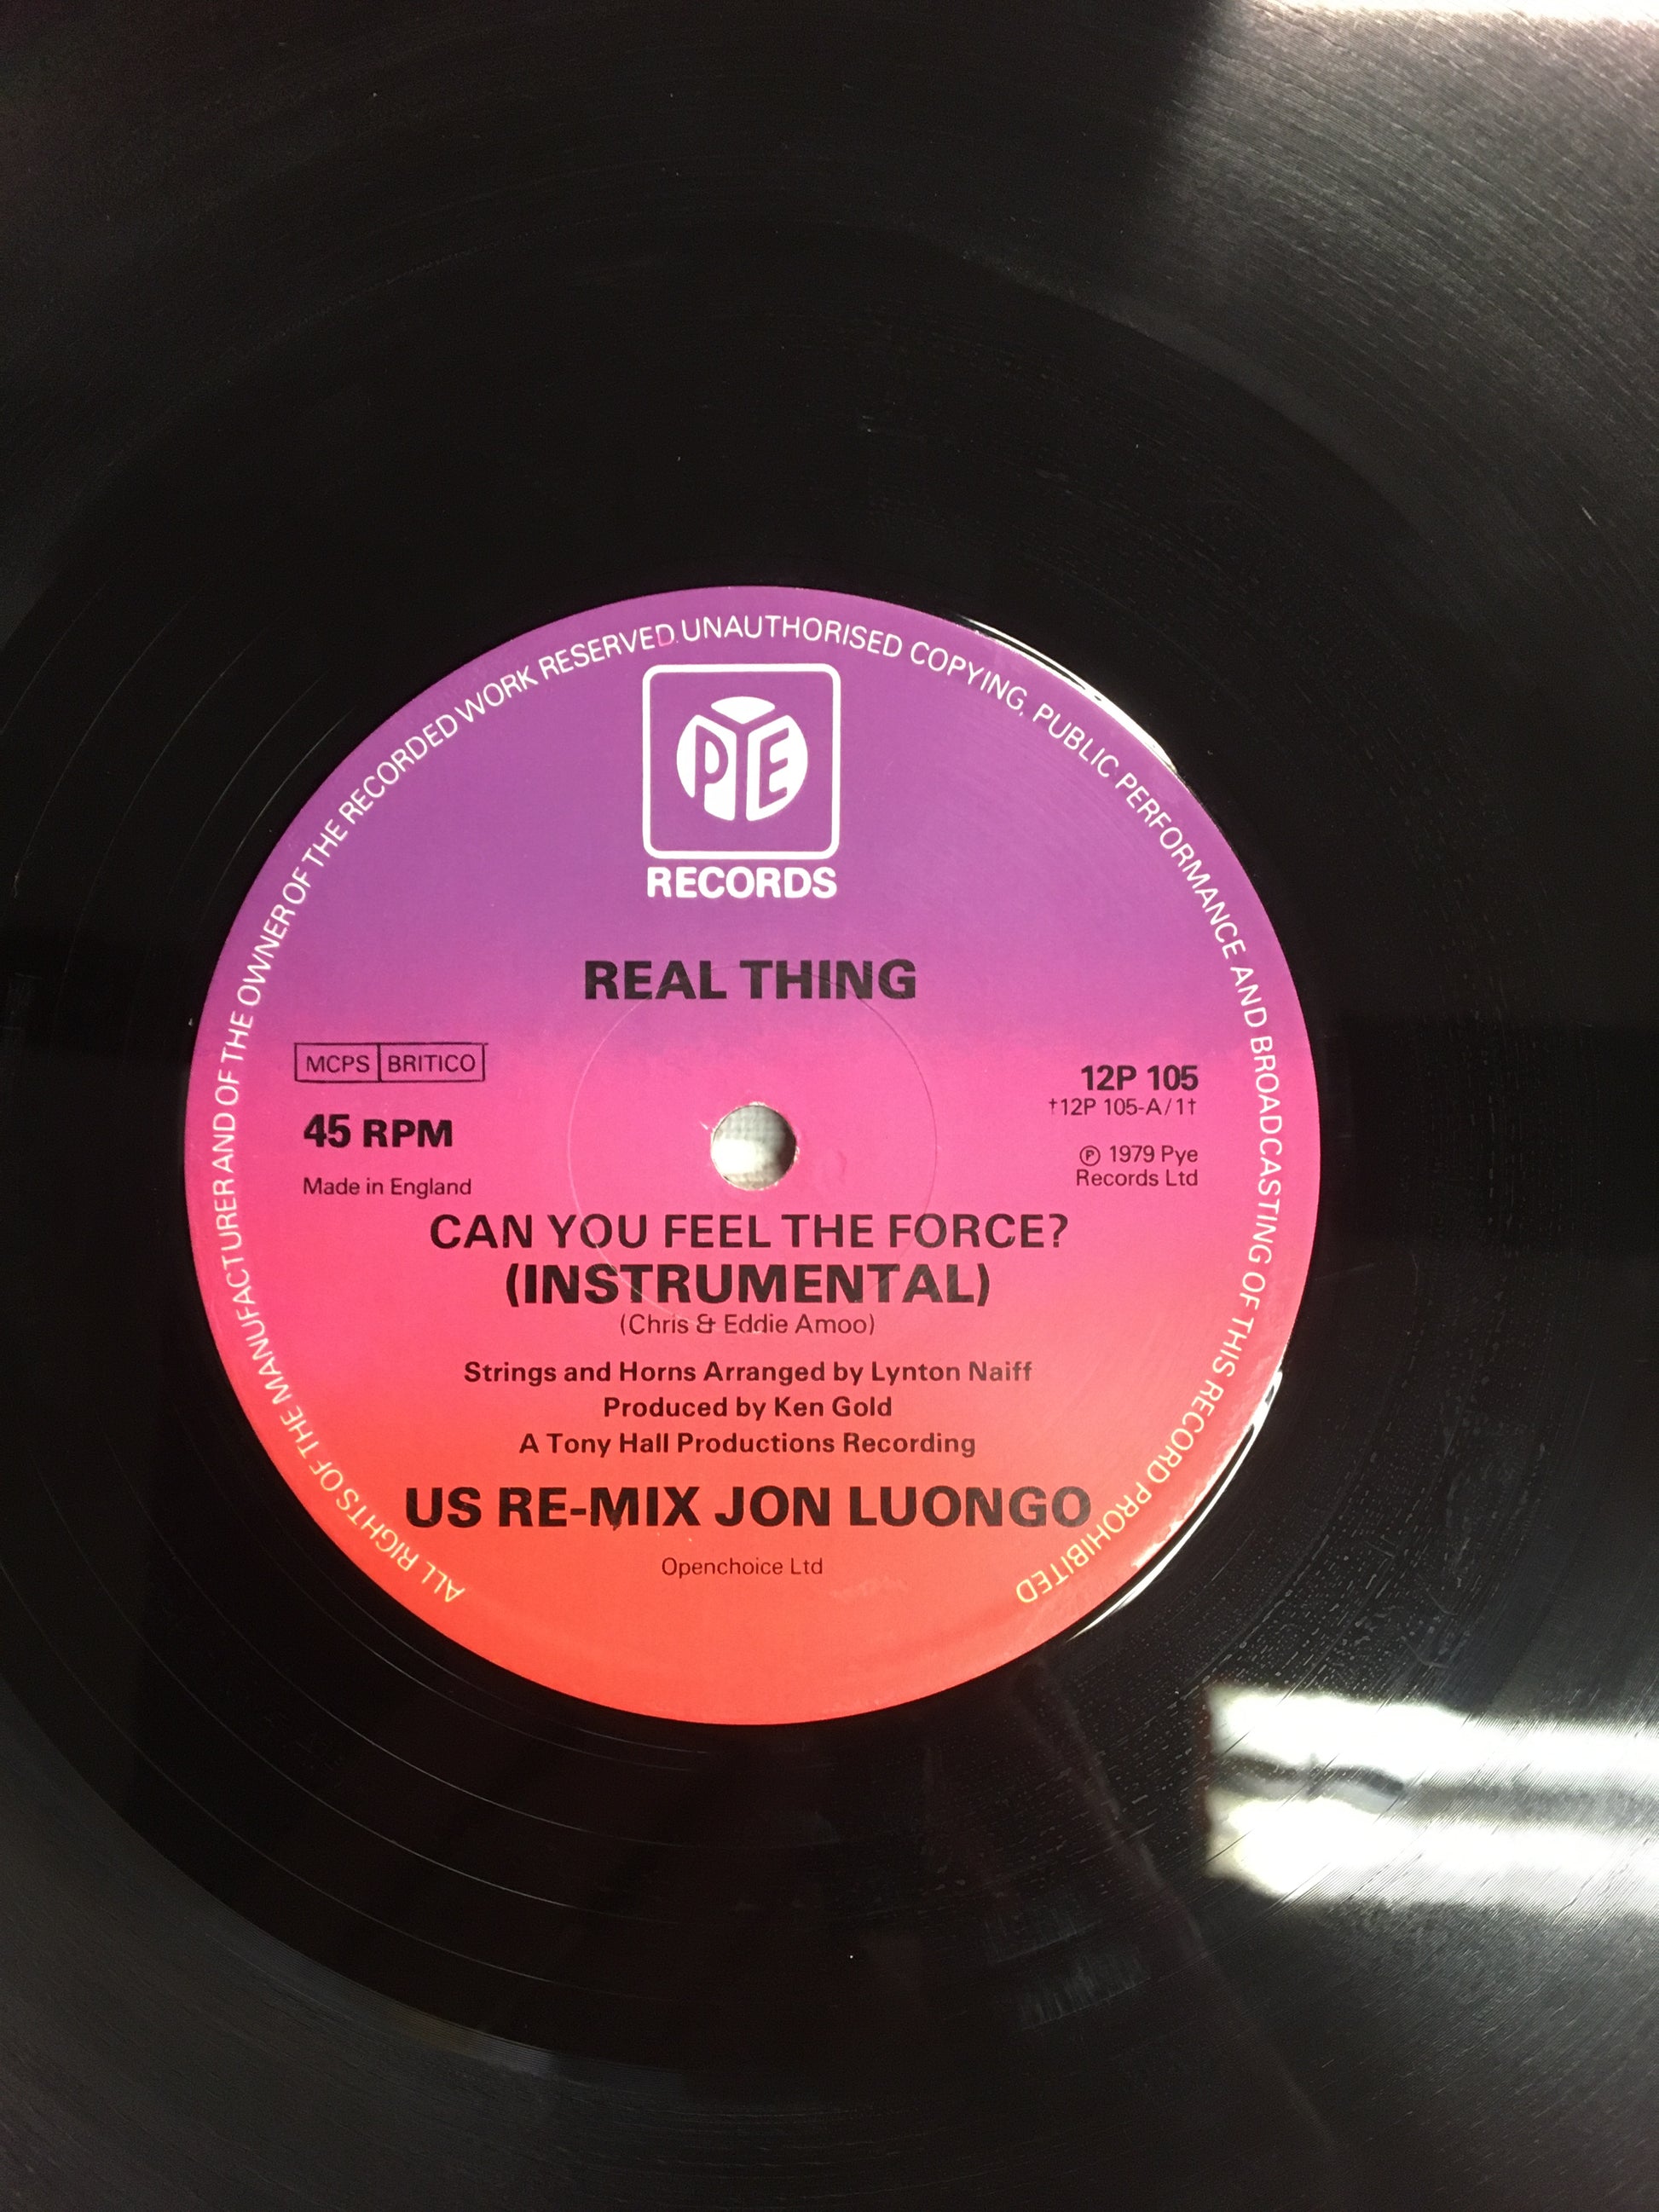 ALL RIGHTS OF THE MANUFACTURER AND OF THE OWNER OF THE RECORDED WORK RESERVED. UNAUTHORISED COPYING, PUBLIC PERFORMANCE AND BROADCASTING OF THIS RECORD PROHIBITED
PYE
RECORDS
REAL THING
MCPS BRITICO
45 RPM
Made in England
12P 105
†12P 105-A/1†
℗ 1979 Pye
Records Ltd
CAN YOU FEEL THE FORCE?
(INSTRUMENTAL)
(Chris & Eddie Amoo)
Strings and Horns Arranged by Lynton Naiff
Produced by Ken Gold
A Tony Hall Productions Recording
US RE-MIX JON LUONGO
Openchoice Ltd